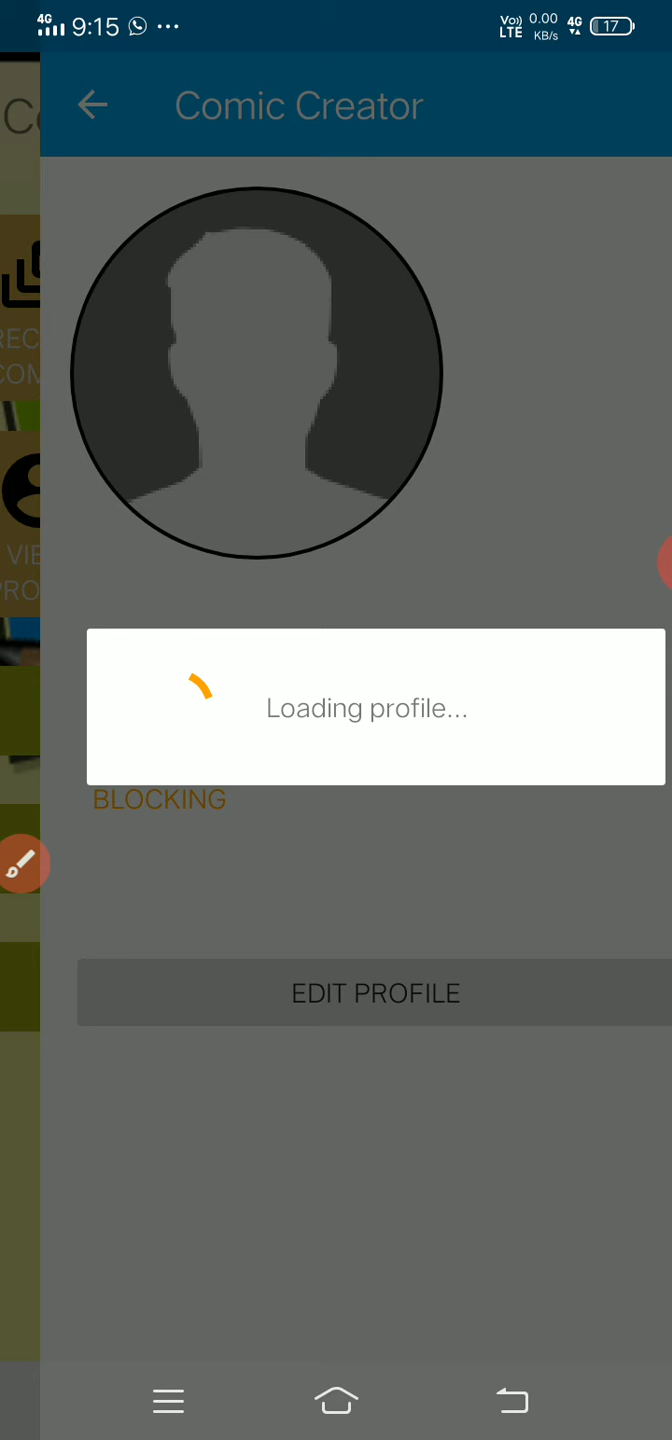 4G 9:15 Vo)) LTE 0.00 KB/s 4G 17
Comic Creator
Loading profile...
BLOCKING
EDIT PROFILE